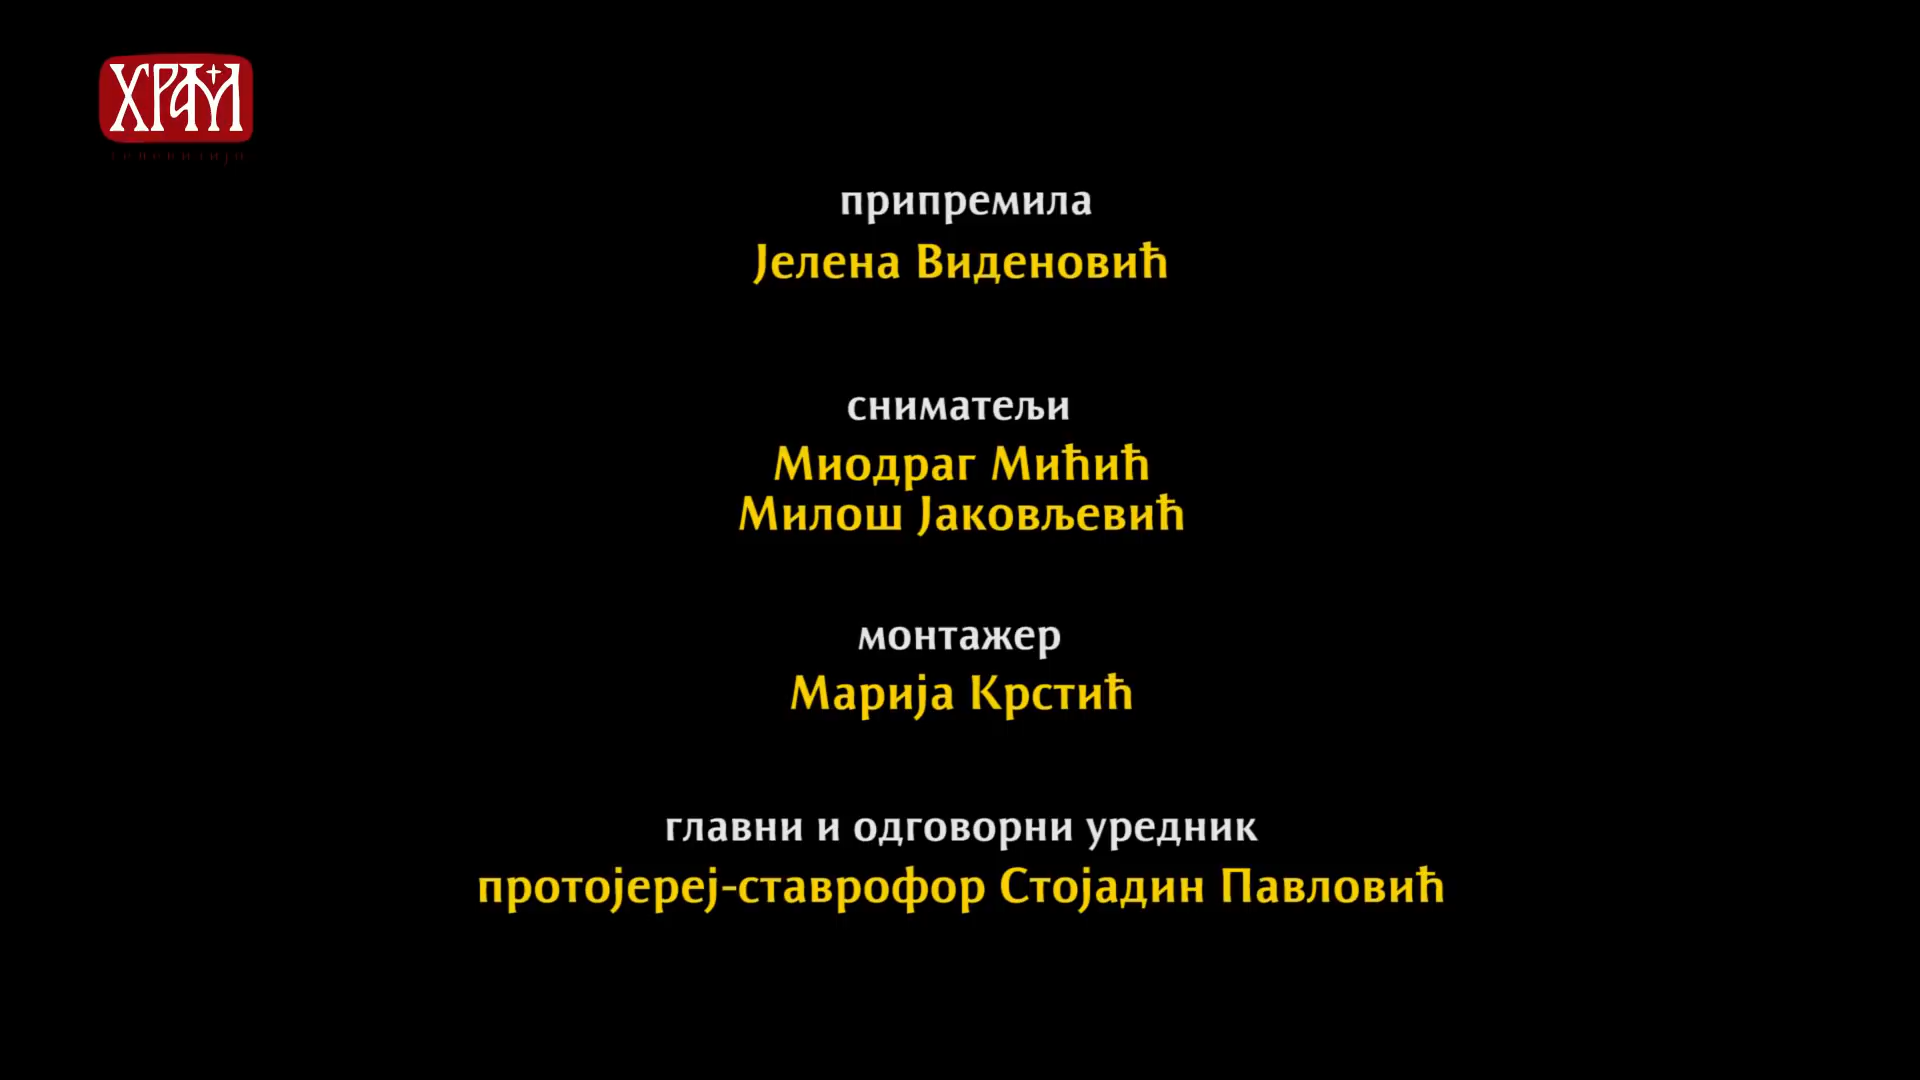 ХРАМ
телевизија
припремила
Јелена Виденовић
сниматељи
Миодраг Мићић
Милош Јаковљевић
монтажер
Марија Крстић
главни и одговорни уредник
протојереј-ставрофор Стојадин Павловић